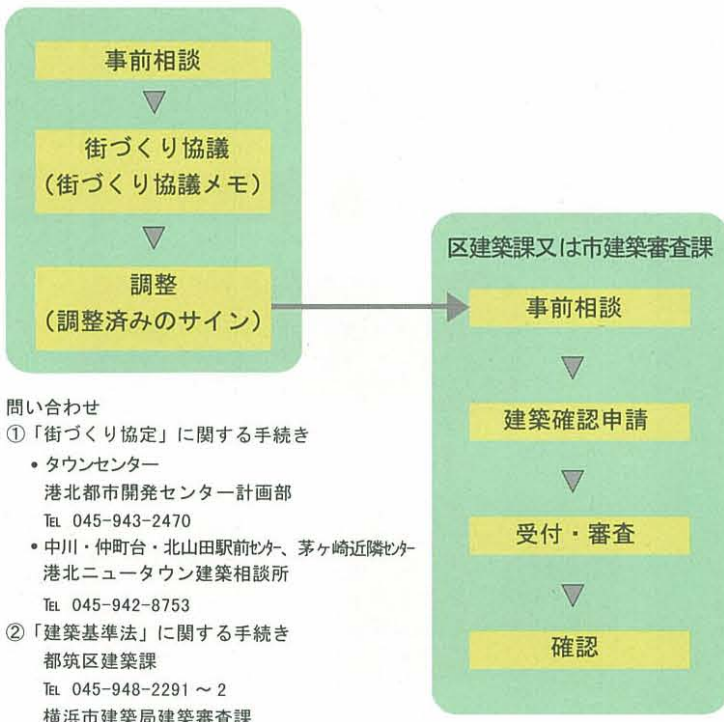 事前相談
街づくり協議
(街づくり協議メモ)
調整
(調整済みのサイン)
区建築課又は市建築審査課
事前相談
建築確認申請
受付・審査
確認
問い合わせ
①「街づくり協定」に関する手続き
• タウンセンター
港北都市開発センター計画部
℡ 045-943-2470
• 中川・仲町台・北山田駅前センター、茅ヶ崎近隣センター
港北ニュータウン建築相談所
℡ 045-942-8753
②「建築基準法」に関する手続き
都筑区建築課
℡ 045-948-2291～2
横浜市建築局建築審査課